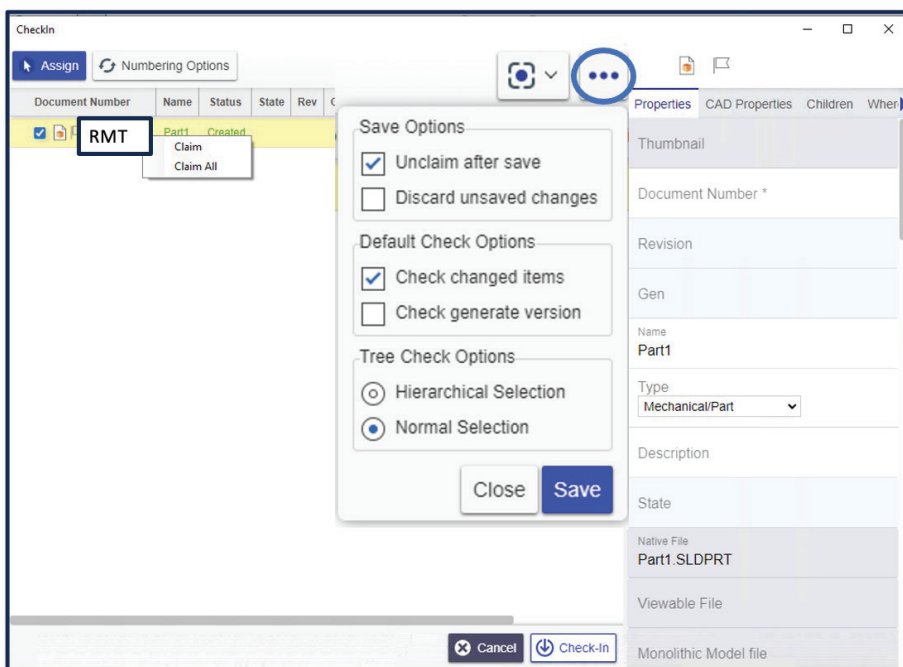 CheckIn
Assign
Numbering Options
Document Number Name Status State Rev
RMT
Part1 Created
Claim
Claim All
Save Options
Unclaim after save
Discard unsaved changes
Default Check Options
Check changed items
Check generate version
Tree Check Options
Hierarchical Selection
Normal Selection
Close Save
Properties CAD Properties Children Wher
Thumbnail
Document Number *
Revision
Gen
Name
Part1
Type
Mechanical/Part
Description
State
Native File
Part1.SLDPRT
Viewable File
Monolithic Model file
Cancel Check-In